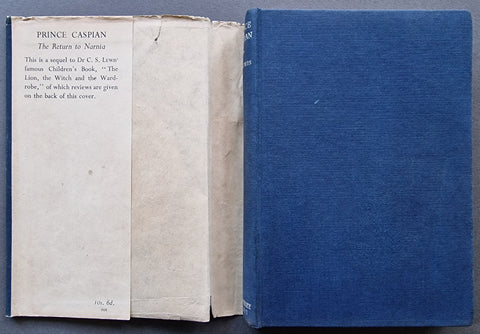 PRINCE CASPIAN
The Return to Narnia
This is a sequel to Dr C. S. Lewis'
famous Children's Book, "The
Lion, the Witch and the Ward-
robe," of which reviews are given
on the back of this cover.
10s. 6d.
net